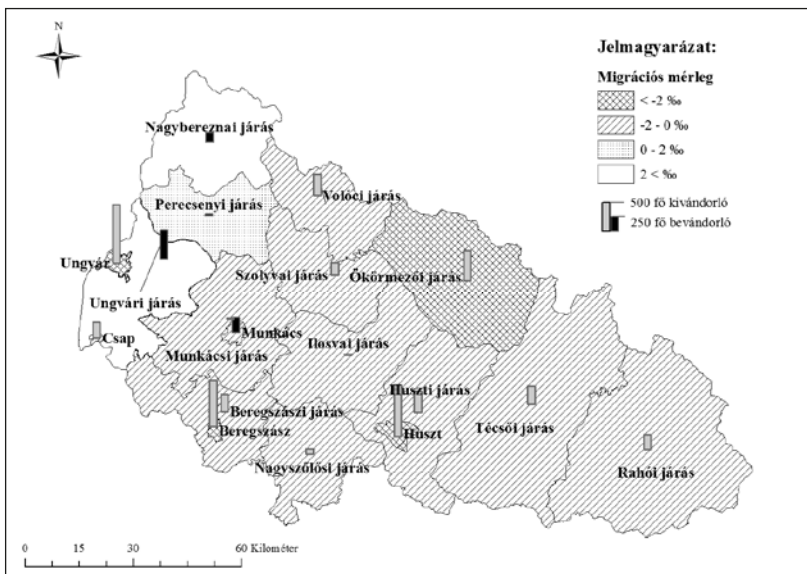 N
Jelmagyarázat:
Migrációs mérleg
< -2 ‰
-2 - 0 ‰
0 - 2 ‰
2 < ‰
500 fő kivándorló
250 fő bevándorló
Nagybereznai járás
Perecsenyi járás
Volóci járás
Ungvár
Szolyvai járás
Ökörmezői járás
Ungvári járás
Csap
Munkács
Munkácsi járás
Ilosvai járás
Huszti járás
Beregszászi járás
Beregszász
Huszt
Técsői járás
Nagyszőlősi járás
Rahói járás
0 15 30 60 Kilométer